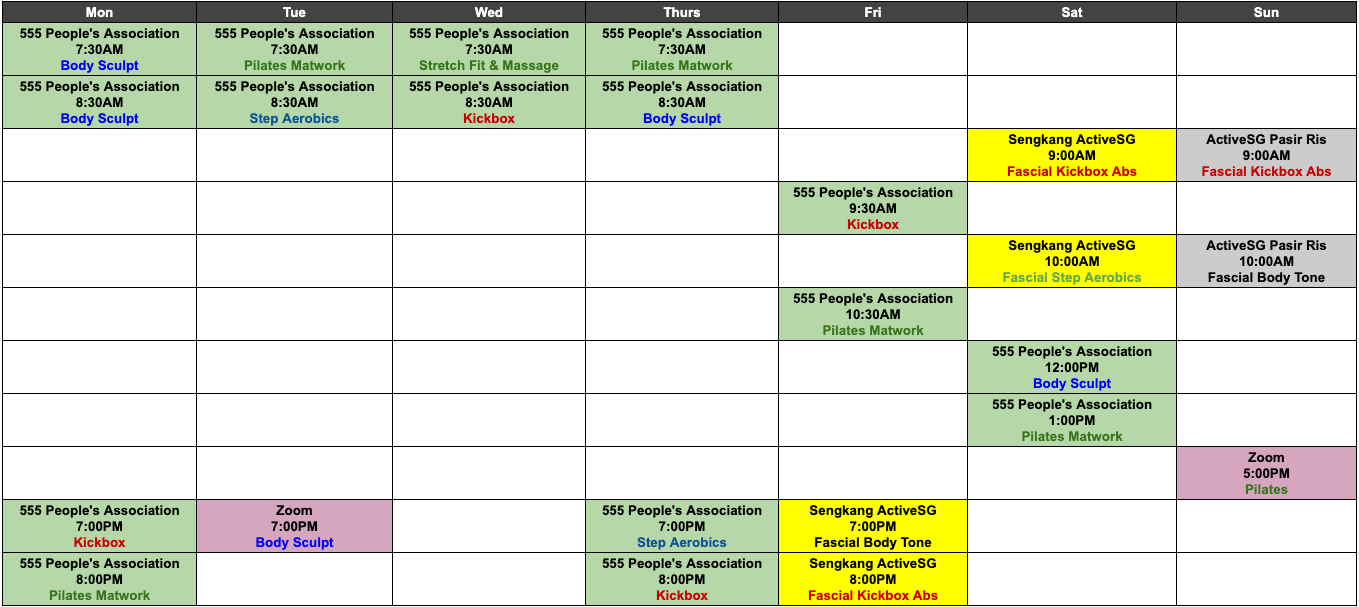 Mon Tue Wed Thurs Fri Sat Sun
555 People's Association 555 People's Association 555 People's Association 555 People's Association
7:30AM 7:30AM 7:30AM 7:30AM
Body Sculpt Pilates Matwork Stretch Fit & Massage Pilates Matwork
555 People's Association 555 People's Association 555 People's Association 555 People's Association
8:30AM 8:30AM 8:30AM 8:30AM
Body Sculpt Step Aerobics Kickbox Body Sculpt
Sengkang ActiveSG ActiveSG Pasir Ris
9:00AM 9:00AM
Fascial Kickbox Abs Fascial Kickbox Abs
555 People's Association
9:30AM
Kickbox
Sengkang ActiveSG ActiveSG Pasir Ris
10:00AM 10:00AM
Fascial Step Aerobics Fascial Body Tone
555 People's Association
10:30AM
Pilates Matwork
555 People's Association
12:00PM
Body Sculpt
555 People's Association
1:00PM
Pilates Matwork
Zoom
5:00PM
Pilates
555 People's Association Zoom 555 People's Association Sengkang ActiveSG
7:00PM 7:00PM 7:00PM 7:00PM
Kickbox Body Sculpt Step Aerobics Fascial Body Tone
555 People's Association 555 People's Association Sengkang ActiveSG
8:00PM 8:00PM 8:00PM
Pilates Matwork Kickbox Fascial Kickbox Abs